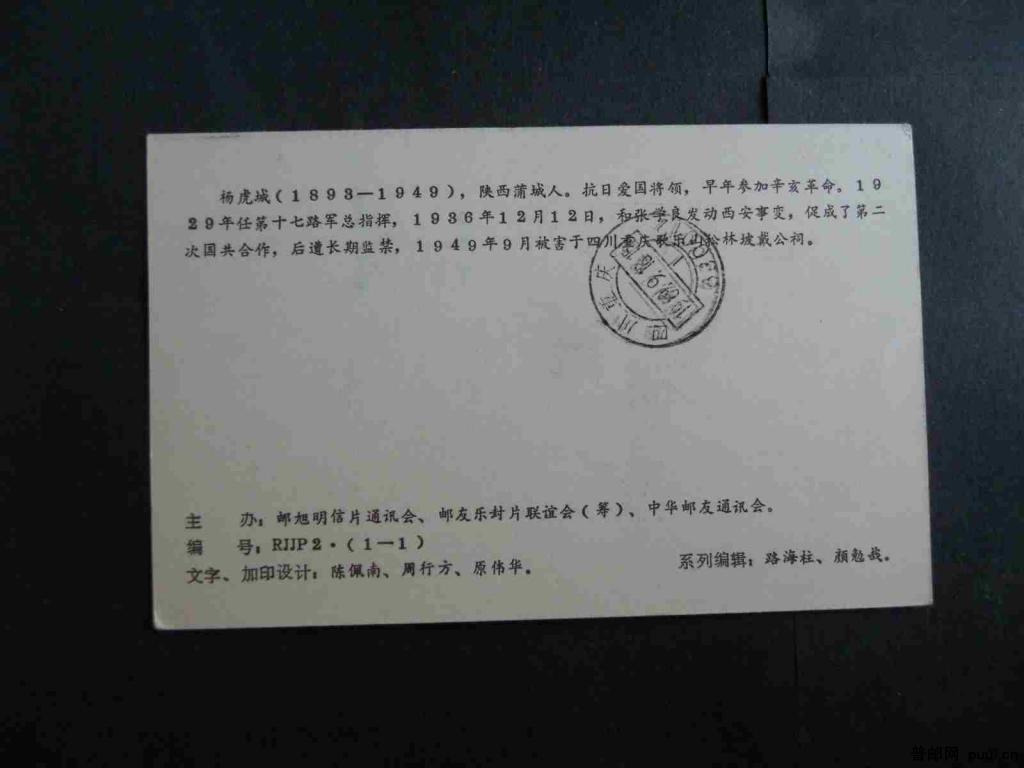 杨虎城(1893—1949)，陕西蒲城人。抗日爱国将领，早年参加辛亥革命。19
29年任第十七路军总指挥，1936年12月12日，和张学良发动西安事变，促成了第二
次国共合作，后遭长期监禁，1949年9月被害于四川重庆歌乐山松林坡戴公祠。
四川重庆
主 办：邮旭明信片通讯会、邮友乐封片联谊会(筹)、中华邮友通讯会。
编 号：RJJP2·(1—1)
文字、加印设计：陈佩南、周行方、原伟华。
系列编辑：路海柱、颜勉哉。
普邮网 pudi.cn